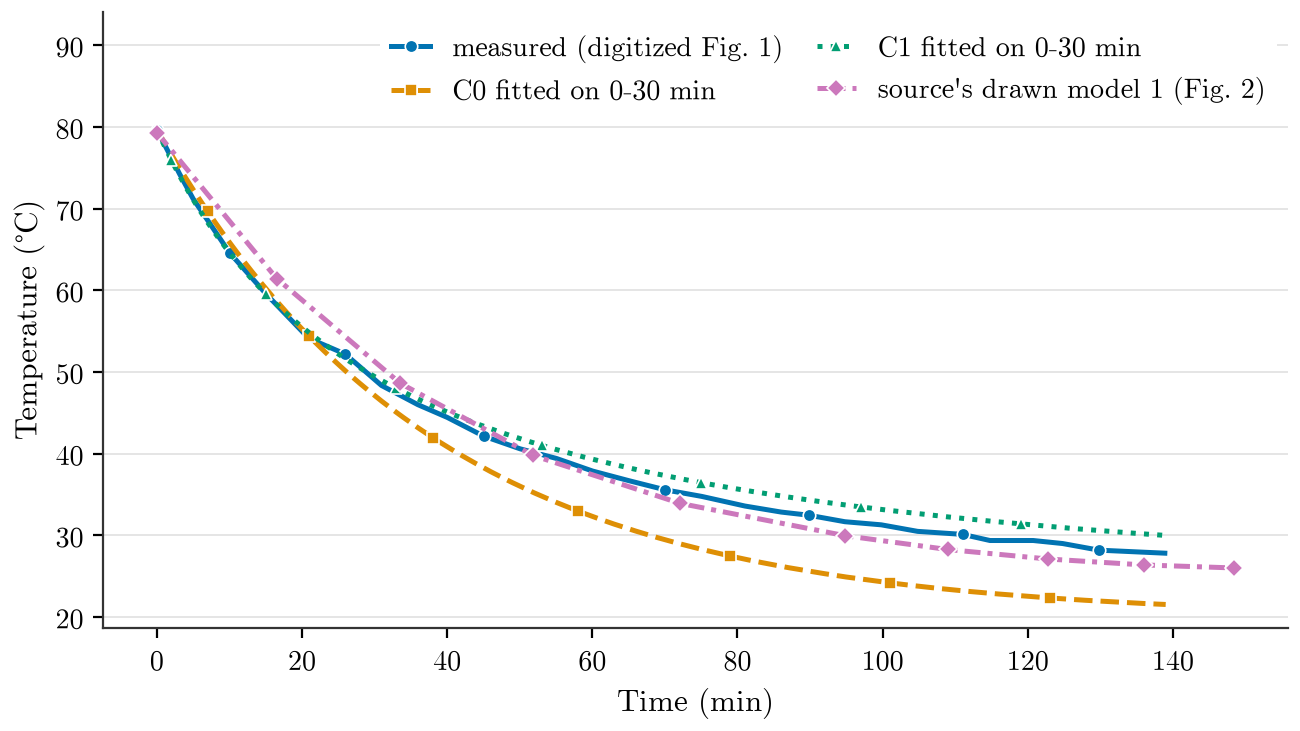 measured (digitized Fig. 1)
C0 fitted on 0-30 min
C1 fitted on 0-30 min
source's drawn model 1 (Fig. 2)
Temperature (°C)
90
80
70
60
50
40
30
20
0 20 40 60 80 100 120 140
Time (min)